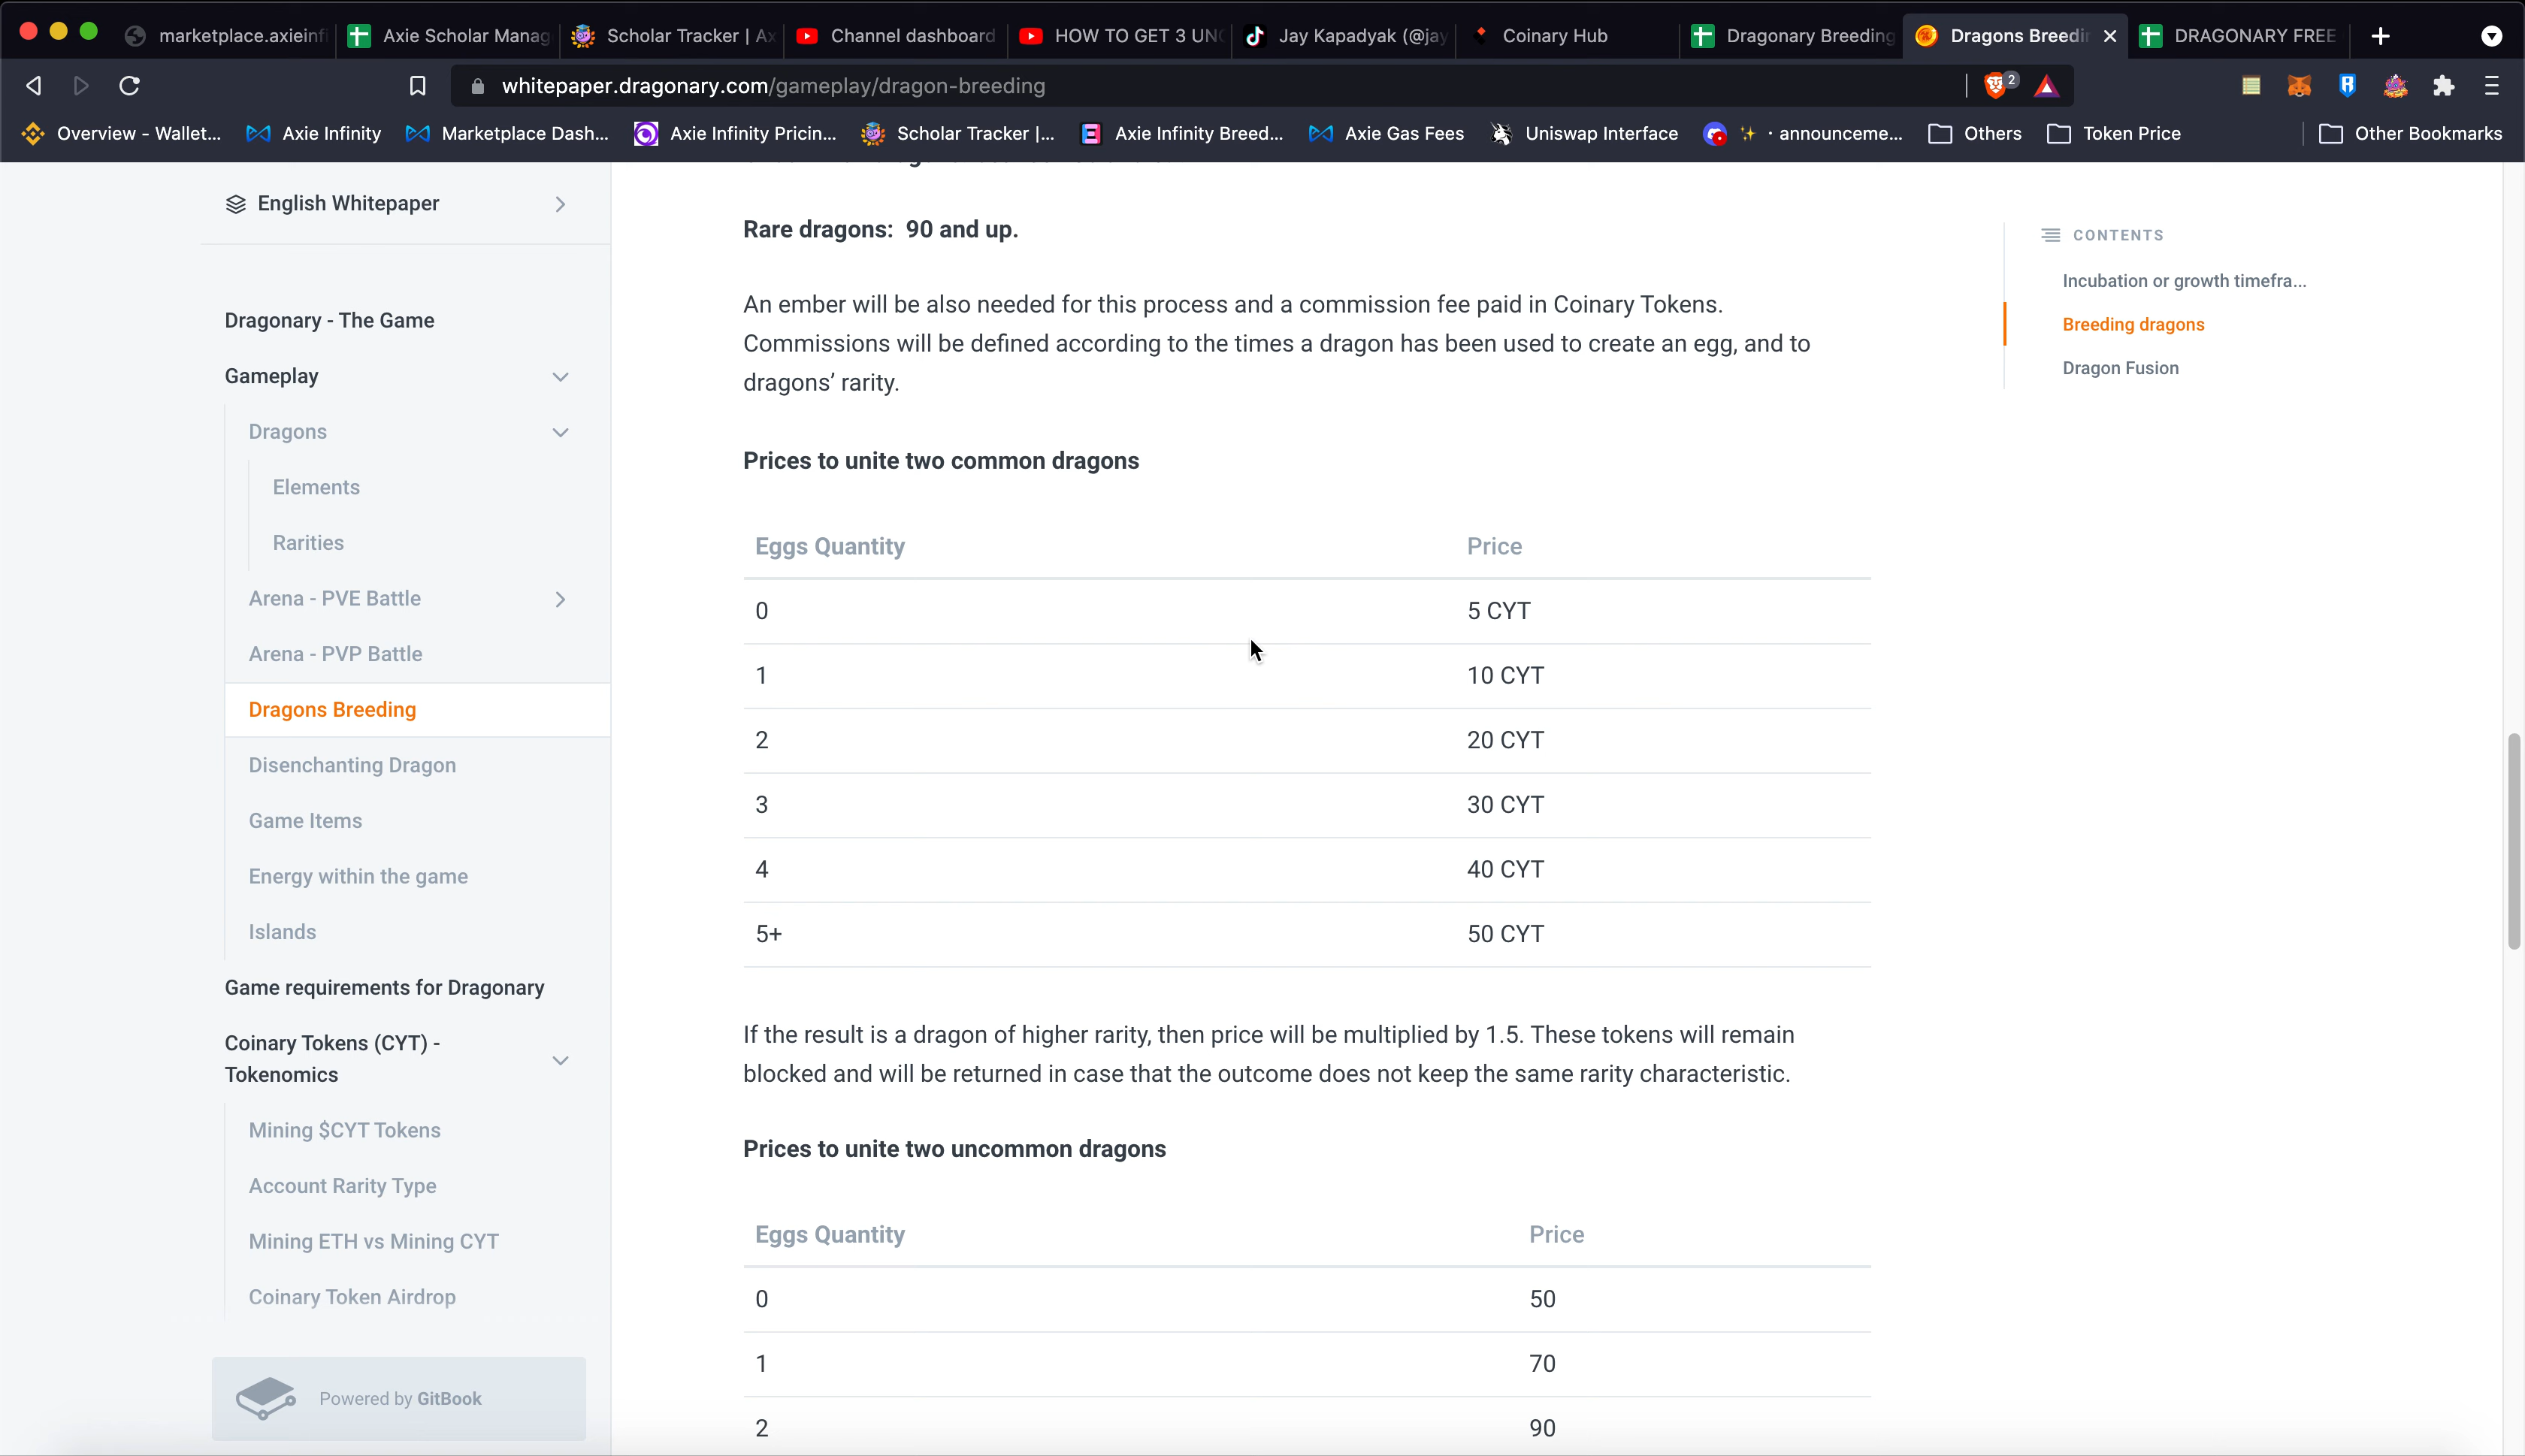 marketplace.axieinfi
Axie Scholar Manag
Scholar Tracker | Ax
Channel dashboard
HOW TO GET 3 UNC
Jay Kapadyak (@jay
Coinary Hub
Dragonary Breeding
Dragons Breedin
DRAGONARY FREE
whitepaper.dragonary.com/gameplay/dragon-breeding
2
Overview - Wallet...
Axie Infinity
Marketplace Dash...
Axie Infinity Pricin...
Scholar Tracker |...
Axie Infinity Breed...
Axie Gas Fees
Uniswap Interface
· announceme...
Others
Token Price
Other Bookmarks
English Whitepaper
Dragonary - The Game
Gameplay
Dragons
Elements
Rarities
Arena - PVE Battle
Arena - PVP Battle
Dragons Breeding
Disenchanting Dragon
Game Items
Energy within the game
Islands
Game requirements for Dragonary
Coinary Tokens (CYT) -
Tokenomics
Mining $CYT Tokens
Account Rarity Type
Mining ETH vs Mining CYT
Coinary Token Airdrop
Powered by GitBook
Rare dragons: 90 and up.
An ember will be also needed for this process and a commission fee paid in Coinary Tokens.
Commissions will be defined according to the times a dragon has been used to create an egg, and to
dragons’ rarity.
Prices to unite two common dragons
Eggs Quantity Price
0 5 CYT
1 10 CYT
2 20 CYT
3 30 CYT
4 40 CYT
5+ 50 CYT
If the result is a dragon of higher rarity, then price will be multiplied by 1.5. These tokens will remain
blocked and will be returned in case that the outcome does not keep the same rarity characteristic.
Prices to unite two uncommon dragons
Eggs Quantity Price
0 50
1 70
2 90
CONTENTS
Incubation or growth timefra...
Breeding dragons
Dragon Fusion